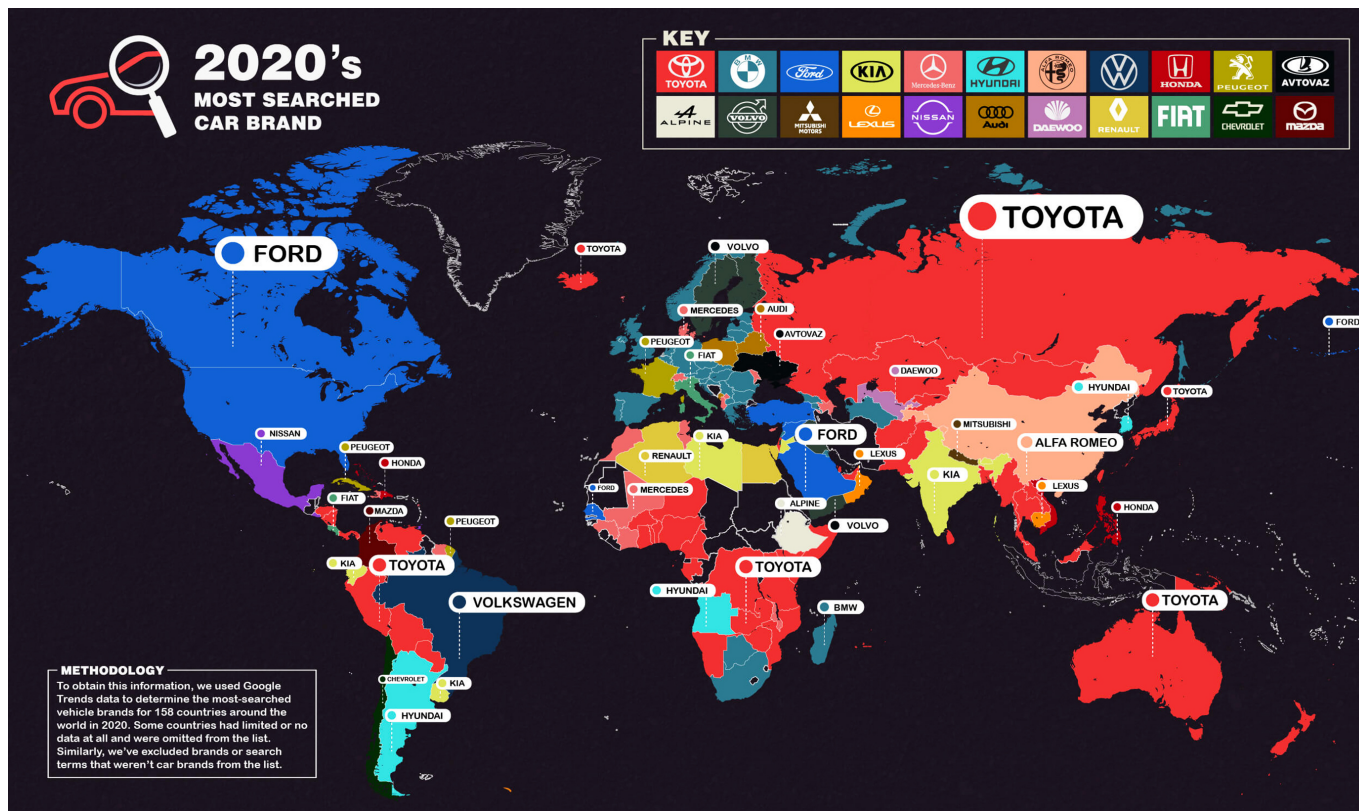 2020's
MOST SEARCHED
CAR BRAND
KEY
TOYOTA
BMW
Ford
KIA
Mercedes-Benz
HYUNDAI
ALFA ROMEO
HONDA
PEUGEOT
AVTOVAZ
ALPINE
VOLVO
MITSUBISHI
MOTORS
LEXUS
NISSAN
Audi
DAEWOO
RENAULT
FIAT
CHEVROLET
mazda
TOYOTA
FORD
TOYOTA
VOLVO
MERCEDES
AUDI
FORD
AVTOVAZ
PEUGEOT
FIAT
DAEWOO
HYUNDAI
TOYOTA
NISSAN
KIA
FORD
MITSUBISHI
ALFA ROMEO
PEUGEOT
RENAULT
LEXUS
HONDA
KIA
FORD
MERCEDES
LEXUS
FIAT
MAZDA
ALPINE
HONDA
PEUGEOT
VOLVO
KIA
TOYOTA
TOYOTA
HYUNDAI
VOLKSWAGEN
BMW
TOYOTA
CHEVROLET
KIA
HYUNDAI
METHODOLOGY
To obtain this information, we used Google
Trends data to determine the most-searched
vehicle brands for 158 countries around the
world in 2020. Some countries had limited or no
data at all and were omitted from the list.
Similarly, we've excluded brands or search
terms that weren't car brands from the list.